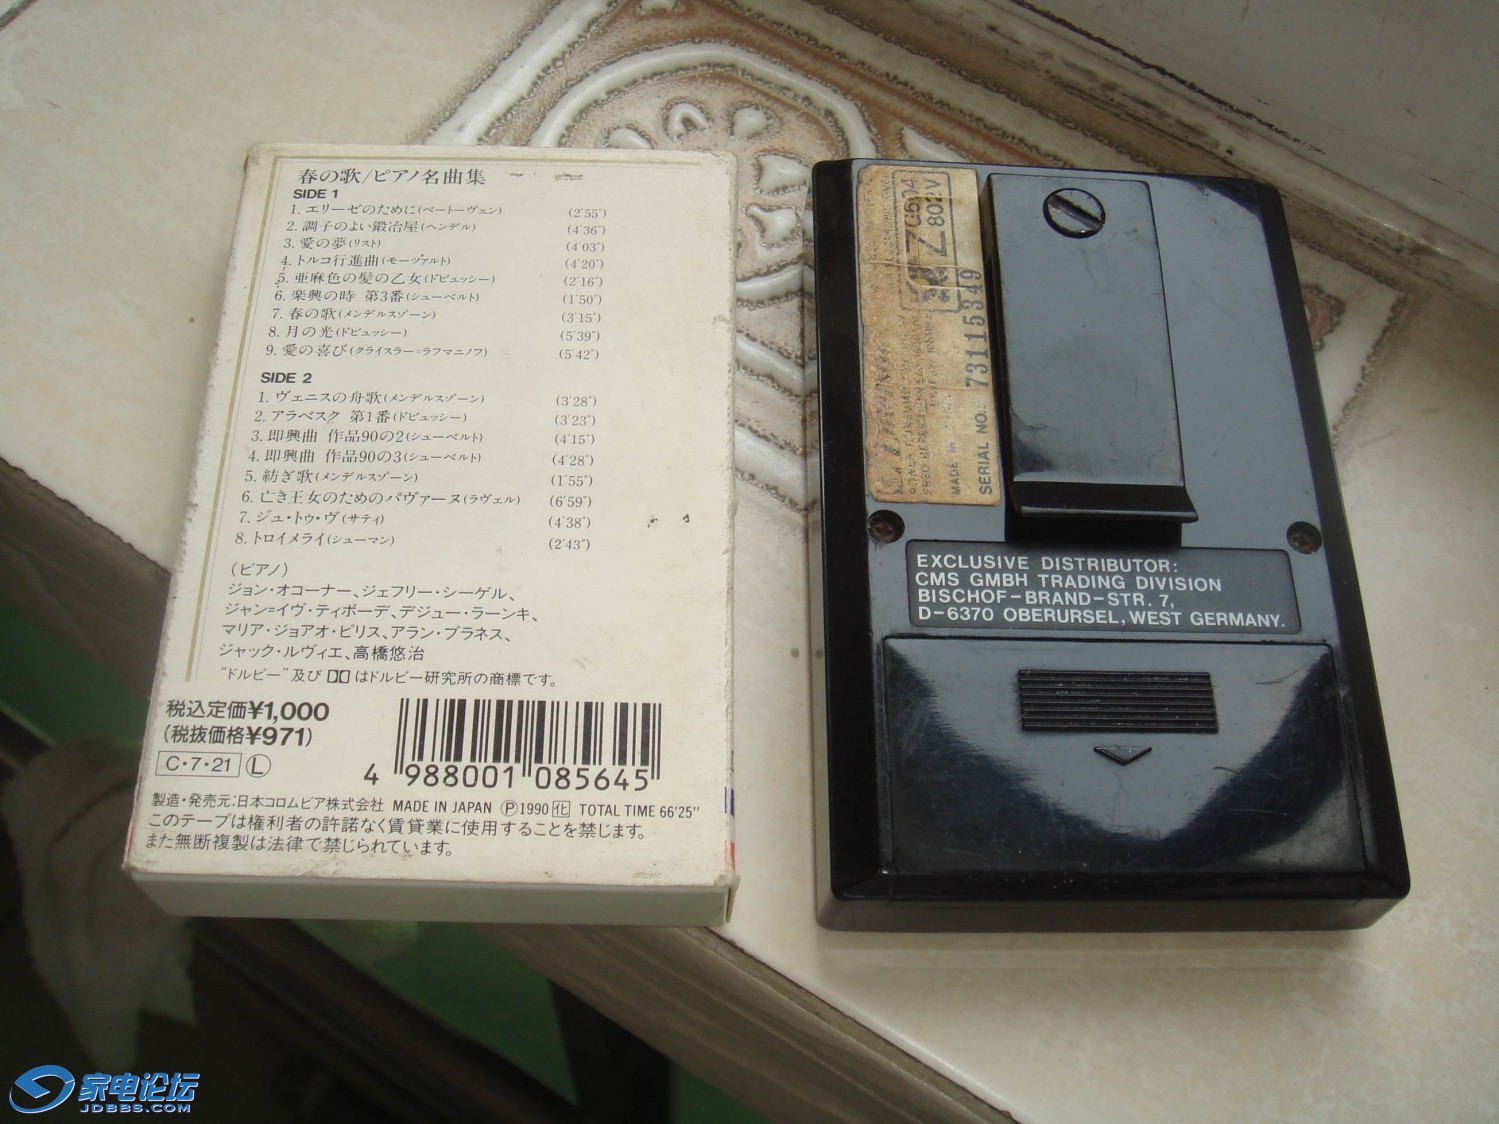 春の歌/ピアノ名曲集
SIDE 1
1. エリーゼのために(ベートーヴェン) (2'55")
2. 調子のよい鍛冶屋(ヘンデル) (4'36")
3. 愛の夢(リスト) (4'03")
4. トルコ行進曲(モーツァルト) (4'20")
5. 亜麻色の髪の乙女(ドビュッシー) (2'16")
6. 楽興の時 第3番(シューベルト) (1'50")
7. 春の歌(メンデルスゾーン) (3'15")
8. 月の光(ドビュッシー) (5'39")
9. 愛の喜び(クライスラー=ラフマニノフ) (5'42")
SIDE 2
1. ヴェニスの舟歌(メンデルスゾーン) (3'28")
2. アラベスク 第1番(ドビュッシー) (3'23")
3. 即興曲 作品90の2(シューベルト) (4'15")
4. 即興曲 作品90の3(シューベルト) (4'28")
5. 紡ぎ歌(メンデルスゾーン) (1'55")
6. 亡き王女のためのパヴァーヌ(ラヴェル) (6'59")
7. ジュ・トゥ・ヴ(サティ) (4'38")
8. トロイメライ(シューマン) (2'43")
(ピアノ)
ジョン・オコーナー、ジェフリー・シーゲル、
ジャン=イヴ・ティボーデ、デジュー・ラーンキ、
マリア・ジョアオ・ピリス、アラン・プラネス、
ジャック・ルヴィエ、高橋悠治
"ドルビー"及び はドルビー研究所の商標です。
税込定価¥1,000
(税抜価格¥971)
C・7・21 Ⓛ
4 988001 085645
製造・発売元:日本コロムビア株式会社 MADE IN JAPAN Ⓟ1990 化 TOTAL TIME 66'25"
このテープは権利者の許諾なく賃貸業に使用することを禁じます。
また無断複製は法律で禁じられています。
802V
MADE IN
SERIAL NO. 73115349
EXCLUSIVE DISTRIBUTOR:
CMS GMBH TRADING DIVISION
BISCHOF-BRAND-STR. 7,
D-6370 OBERURSEL, WEST GERMANY.
家电论坛
JDBBS.COM